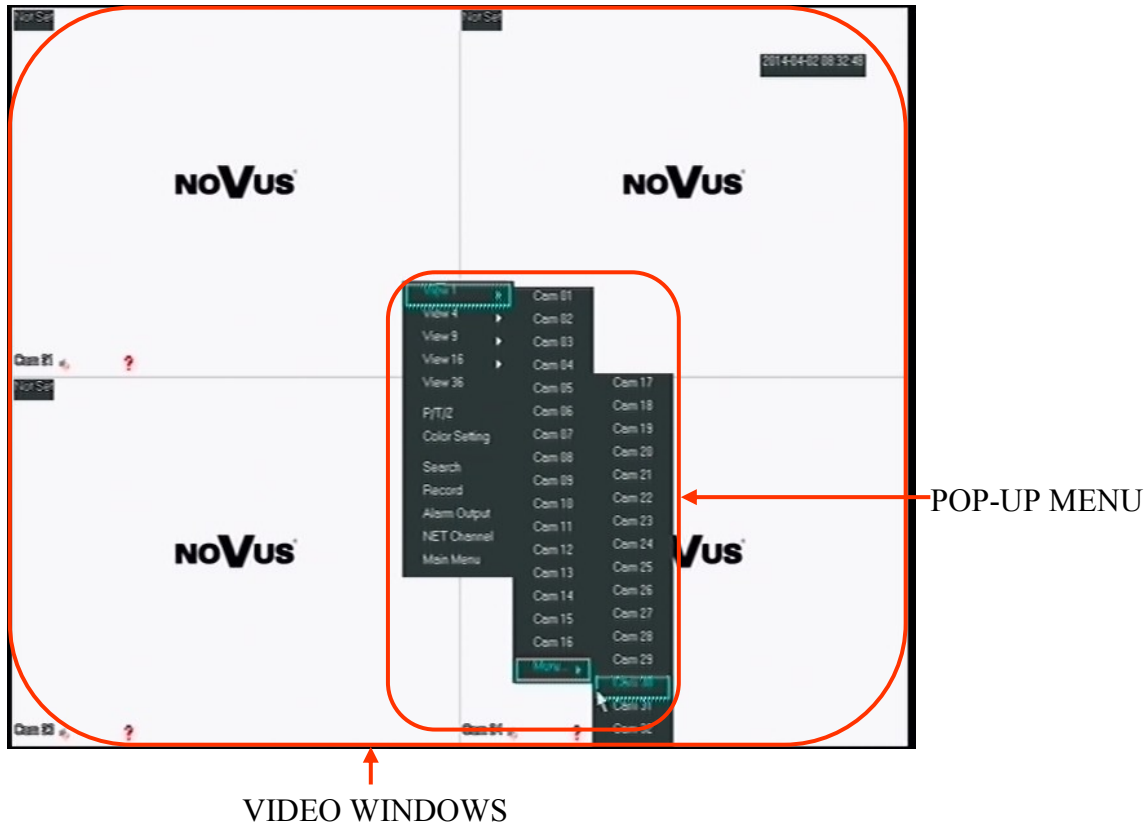 Not Set
Not Set
2014-04-02 08:32:48
NOVUS
NOVUS
View 1
View 4
View 9
View 16
View 36
P/T/Z
Color Setting
Search
Record
Alarm Output
NET Channel
Main Menu
Cam 01
Cam 02
Cam 03
Cam 04
Cam 05
Cam 06
Cam 07
Cam 08
Cam 09
Cam 10
Cam 11
Cam 12
Cam 13
Cam 14
Cam 15
Cam 16
Cam 17
Cam 18
Cam 19
Cam 20
Cam 21
Cam 22
Cam 23
Cam 24
Cam 25
Cam 26
Cam 27
Cam 28
Cam 29
Cam 30
Cam 31
Cam 32
Cam 01 ?
Not Set
NOVUS
VUS
Cam 03 ?
Cam 04 ?
POP-UP MENU
VIDEO WINDOWS